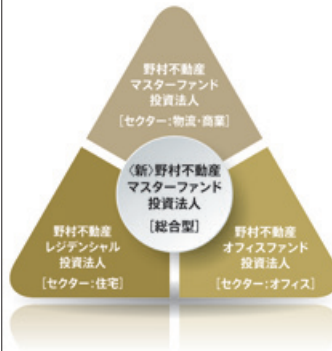 野村不動産
マスターファンド
投資法人
[セクター:物流・商業]
〈新〉野村不動産
マスターファンド
投資法人
[総合型]
野村不動産
レジデンシャル
投資法人
[セクター:住宅]
野村不動産
オフィスファンド
投資法人
[セクター:オフィス]